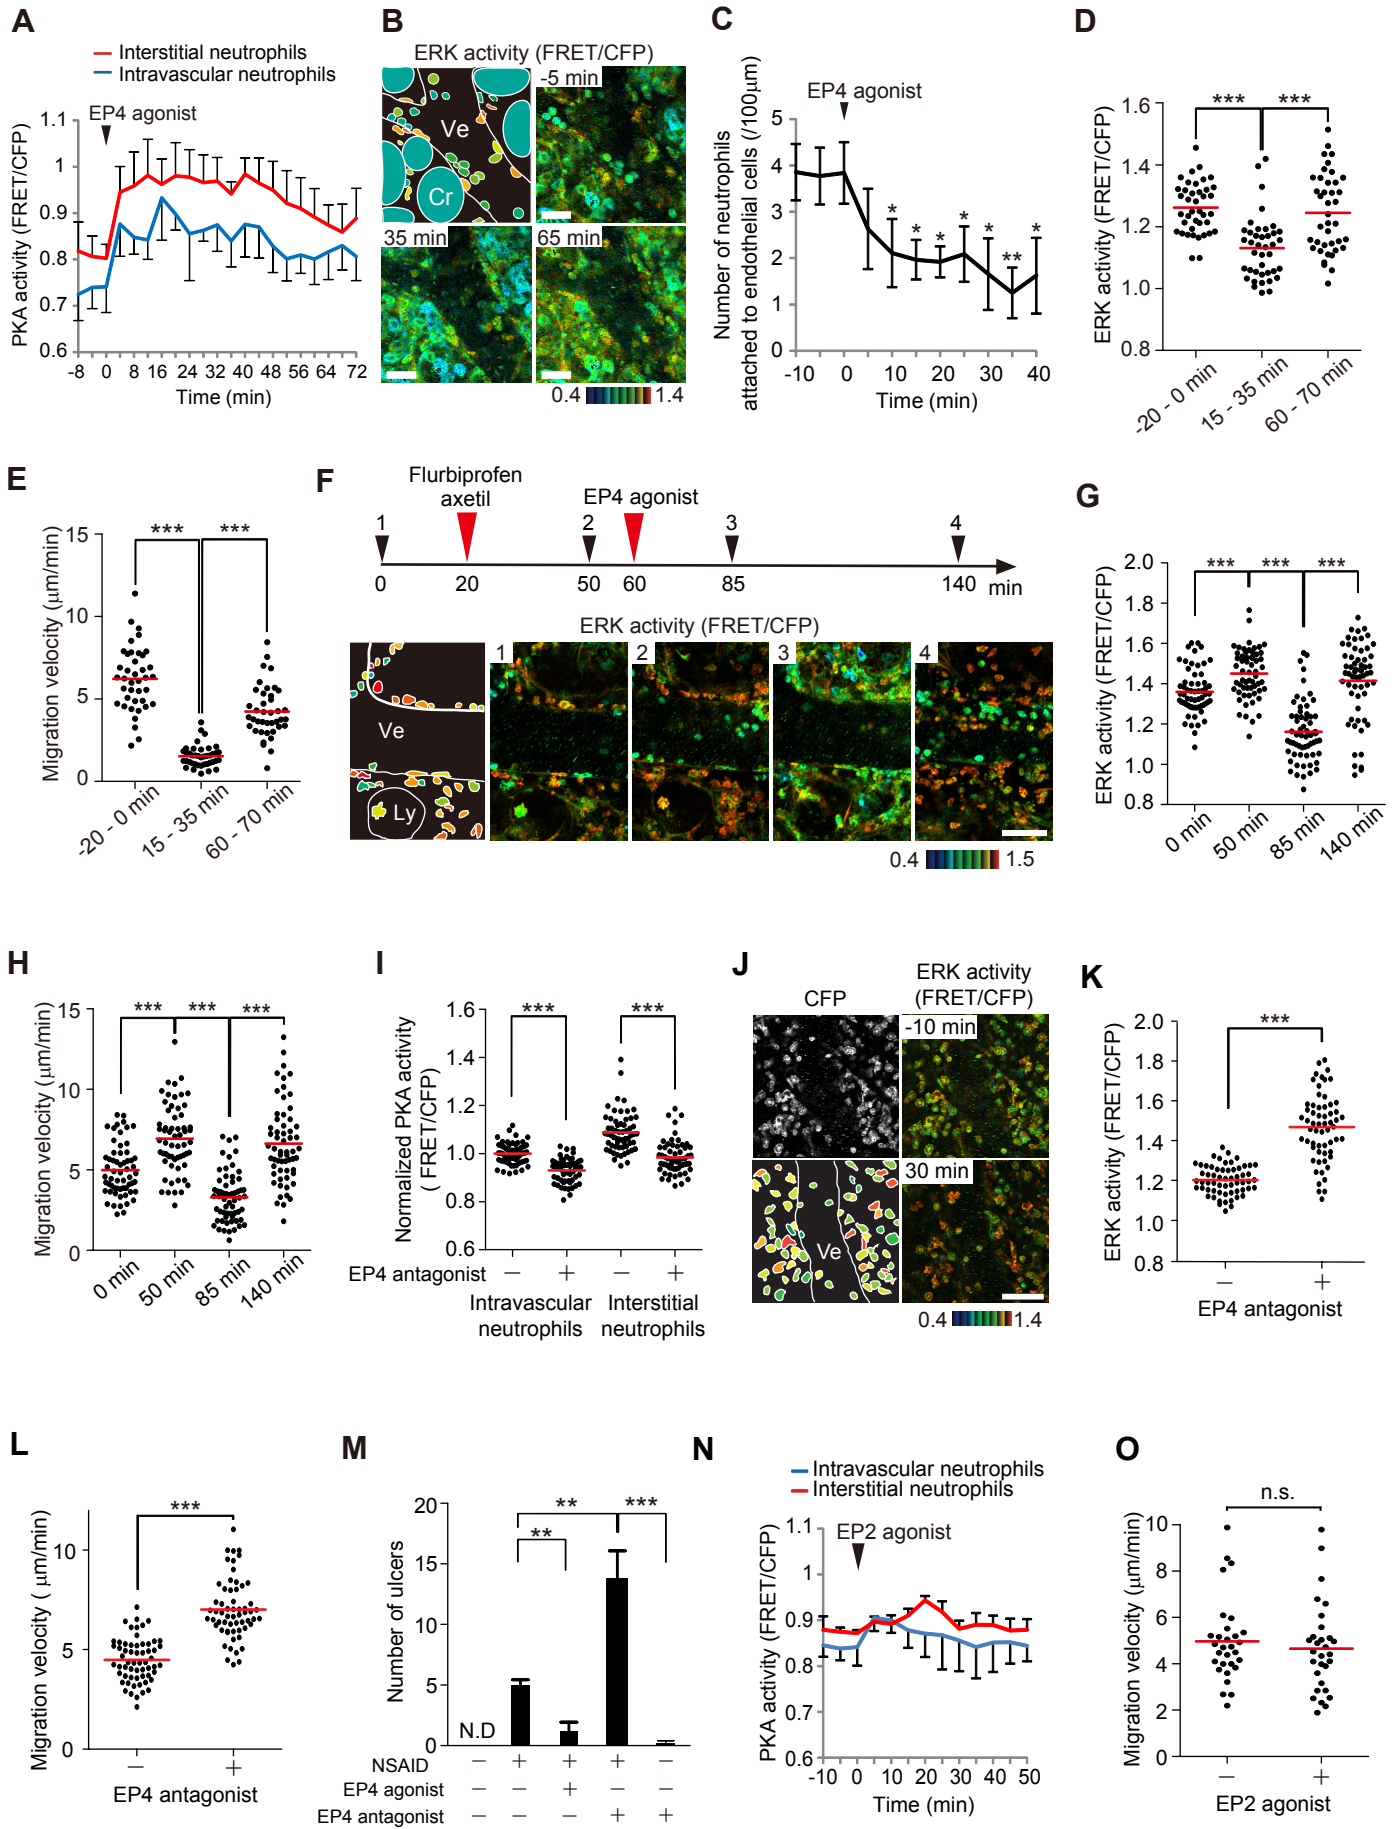 A
Interstitial neutrophils
Intravascular neutrophils
EP4 agonist
PKA activity (FRET/CFP)
1.1
1
0.9
0.8
0.7
0.6
-8 0 8 16 24 32 40 48 56 64 72
Time (min)
B
ERK activity (FRET/CFP)
Ve
Cr
-5 min
35 min
65 min
0.4 1.4
C
EP4 agonist
Number of neutrophils
attached to endothelial cells (/100μm)
5
4
3
2
1
0
* * * * * ** *
-10 0 10 20 30 40
Time (min)
D
*** ***
ERK activity (FRET/CFP)
1.6
1.4
1.2
1.0
0.8
-20 - 0 min
15 - 35 min
60 - 70 min
E
*** ***
Migration velocity (μm/min)
15
10
5
0
-20 - 0 min
15 - 35 min
60 - 70 min
F
Flurbiprofen
axetil
EP4 agonist
1 2 3 4
0 20 50 60 85 140 min
ERK activity (FRET/CFP)
Ve
Ly
1 2 3 4
0.4 1.5
G
*** *** ***
ERK activity (FRET/CFP)
2.0
1.8
1.6
1.4
1.2
1.0
0.8
0 min
50 min
85 min
140 min
H
*** *** ***
Migration velocity (μm/min)
15
10
5
0
0 min
50 min
85 min
140 min
I
*** ***
Normalized PKA activity
( FRET/CFP)
1.6
1.4
1.2
1.0
0.8
0.6
EP4 antagonist − + − +
Intravascular
neutrophils
Interstitial
neutrophils
J
CFP
ERK activity
(FRET/CFP)
-10 min
30 min
Ve
0.4 1.4
K
***
ERK activity (FRET/CFP)
2.0
1.8
1.6
1.4
1.2
1.0
0.8
− +
EP4 antagonist
L
***
Migration velocity ( μm/min)
10
5
0
− +
EP4 antagonist
M
** ***
**
Number of ulcers
20
15
10
5
0
N.D
NSAID − + + + −
EP4 agonist − − + − −
EP4 antagonist − − − + +
N
Intravascular neutrophils
Interstitial neutrophils
EP2 agonist
PKA activity (FRET/CFP)
1.1
1
0.9
0.8
0.7
0.6
-10 0 10 20 30 40 50
Time (min)
O
n.s.
Migration velocity (μm/min)
10
8
6
4
2
0
− +
EP2 agonist